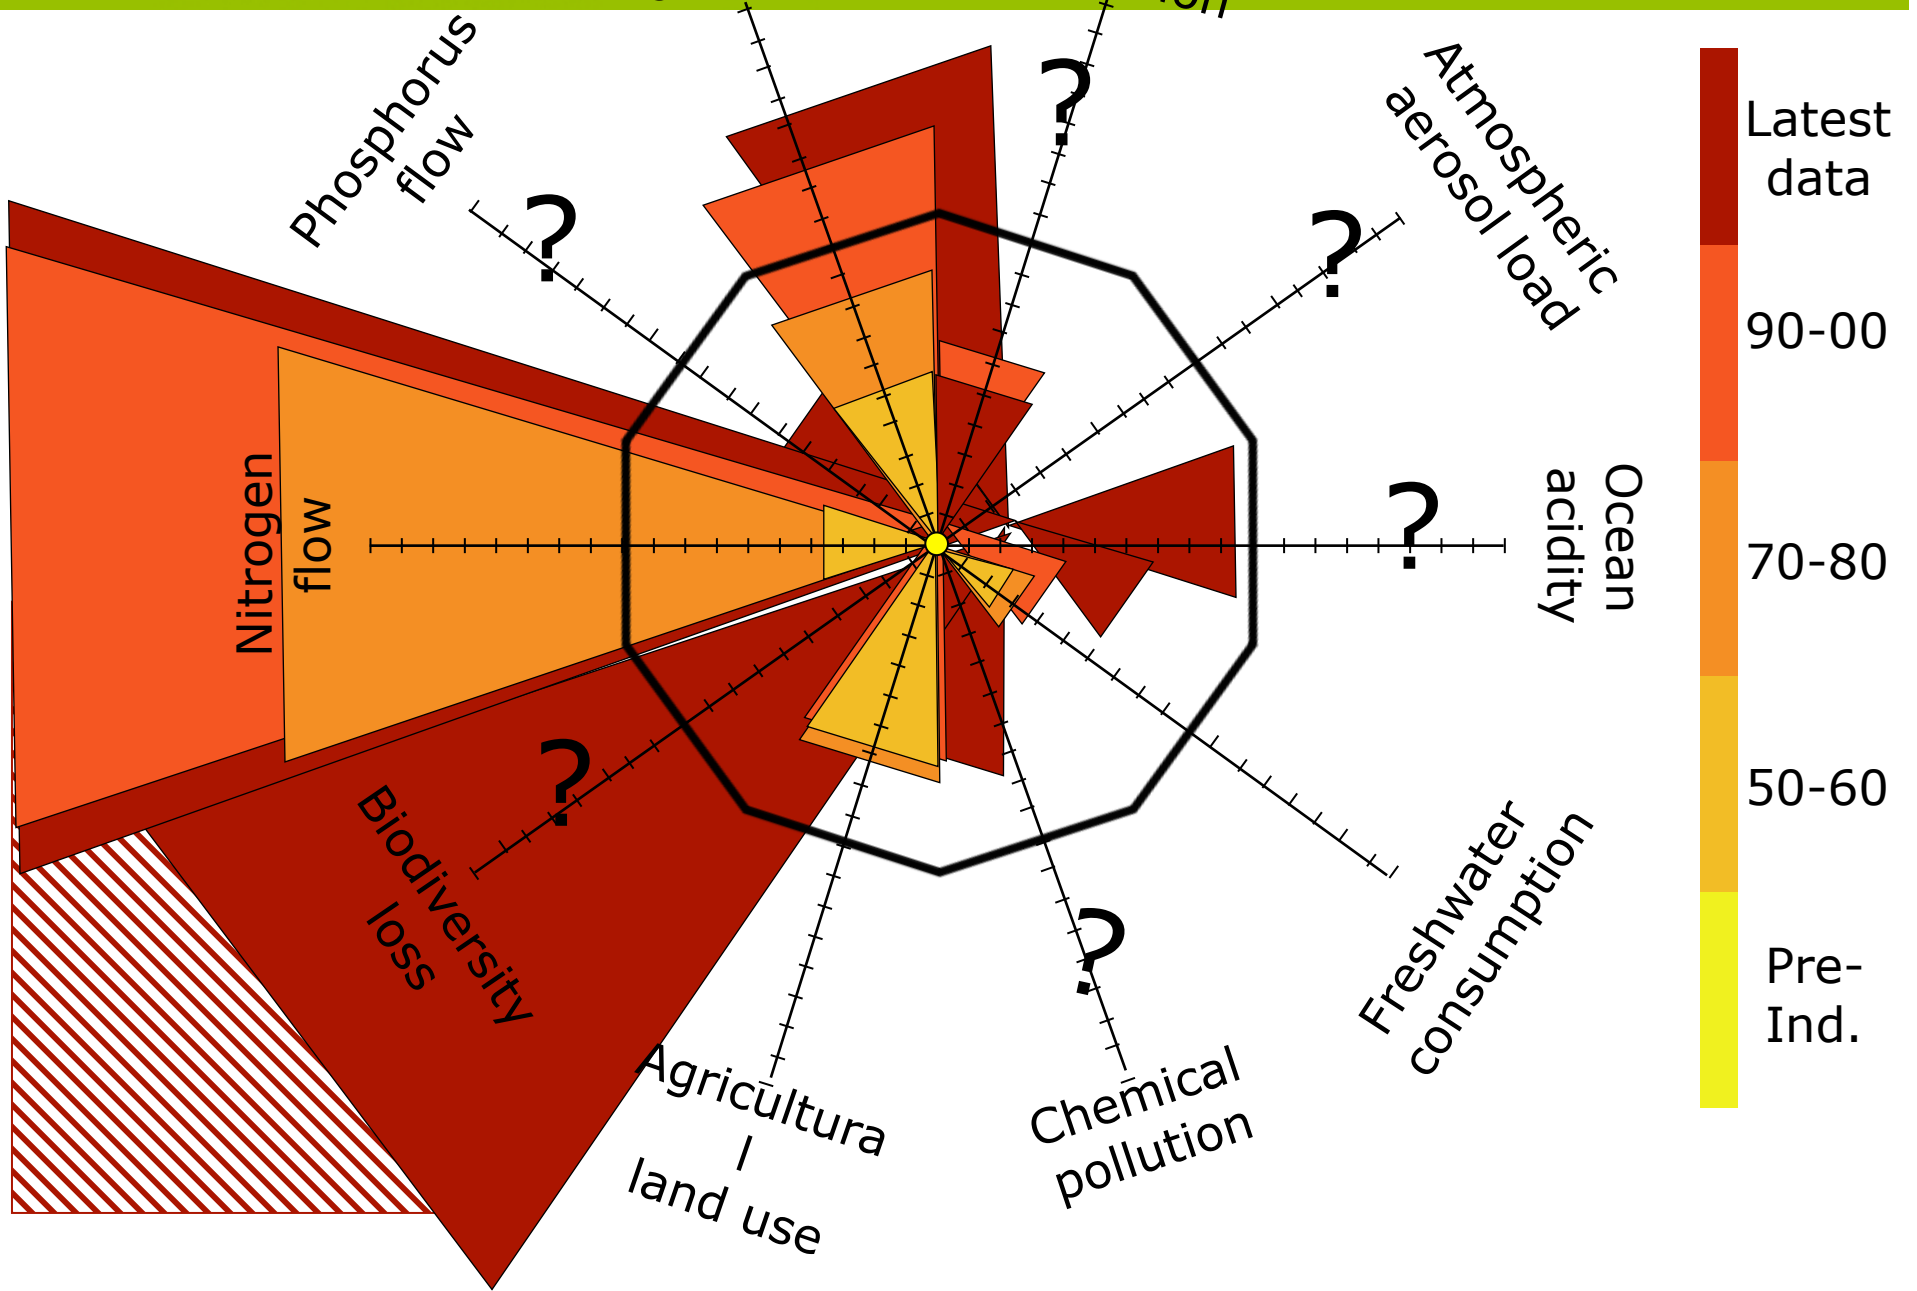 Phosphorus
flow
?
?
Atmospheric
aerosol load
?
Ocean
acidity
?
Freshwater
consumption
Chemical
pollution
?
Agricultura
l
land use
Biodiversity
loss
?
Nitrogen
flow
Latest
data
90-00
70-80
50-60
Pre-
Ind.